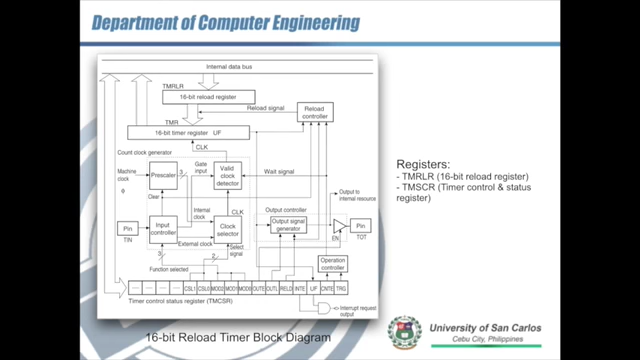 Department of Computer Engineering
Internal data bus
TMRLR
16-bit reload register
Reload signal
Reload
controller
TMR
16-bit timer register UF
CLK
Count clock generator
Gate
input
Machine
clock
φ
Prescaler
3
Valid
clock
detector
Wait signal
Clear
Internal
clock
CLK
Output controller
Output to
internal resource
Pin
TIN
Input
controller
Clock
selector
Output signal
generator
EN
Pin
TOT
External clock
3
2
Select
signal
Function selected
Operation
controller
CSL1 CSL0 MOD2 MOD1 MOD0 OUTE OUTL RELD INTE UF CNTE TRG
Timer control status register (TMCSR)
Interrupt request
output
16-bit Reload Timer Block Diagram
Registers:
- TMRLR (16-bit reload register)
- TMSCR (Timer control & status
register)
University of San Carlos
Cebu City, Philippines